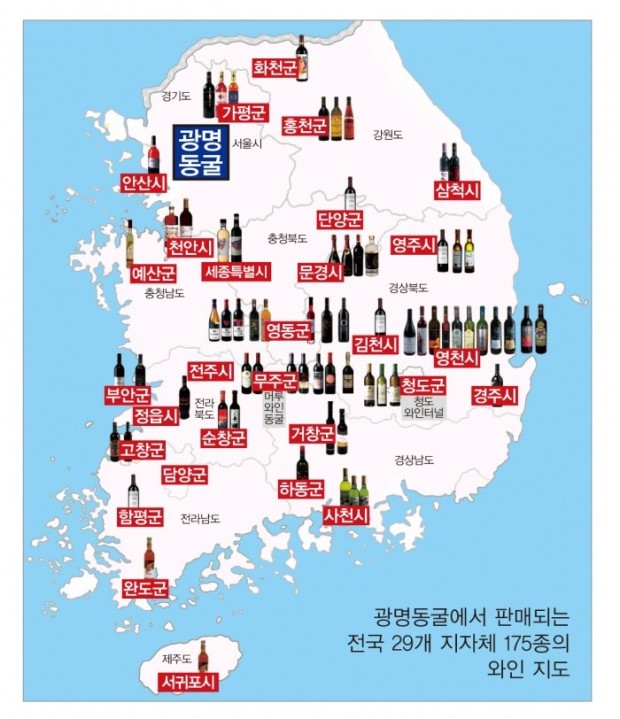 화천군
경기도
가평군
홍천군
강원도
광명
동굴
서울시
안산시
삼척시
단양군
천안시
충청북도
영주시
예산군
세종특별시
문경시
충청남도
경상북도
영동군
김천시
영천시
전주시
무주군
청도군
부안군
경주시
정읍시
전라
북도
머루
와인
동굴
청도
와인터널
순창군
거창군
고창군
담양군
경상남도
하동군
함평군
사천시
전라남도
완도군
광명동굴에서 판매되는
전국 29개 지자체 175종의
와인 지도
제주도
서귀포시